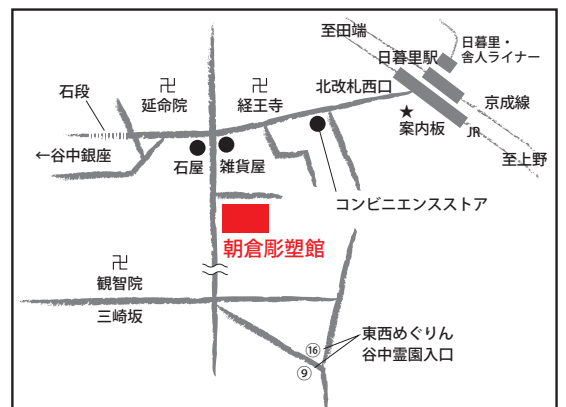 至田端
日暮里・
舎人ライナー
日暮里駅
北改札西口
京成線
JR
案内板
至上野
石段
卍
延命院
卍
経王寺
←谷中銀座
石屋
雑貨屋
コンビニエンスストア
朝倉彫塑館
卍
観智院
三崎坂
東西めぐりん
谷中霊園入口
⑯
⑨